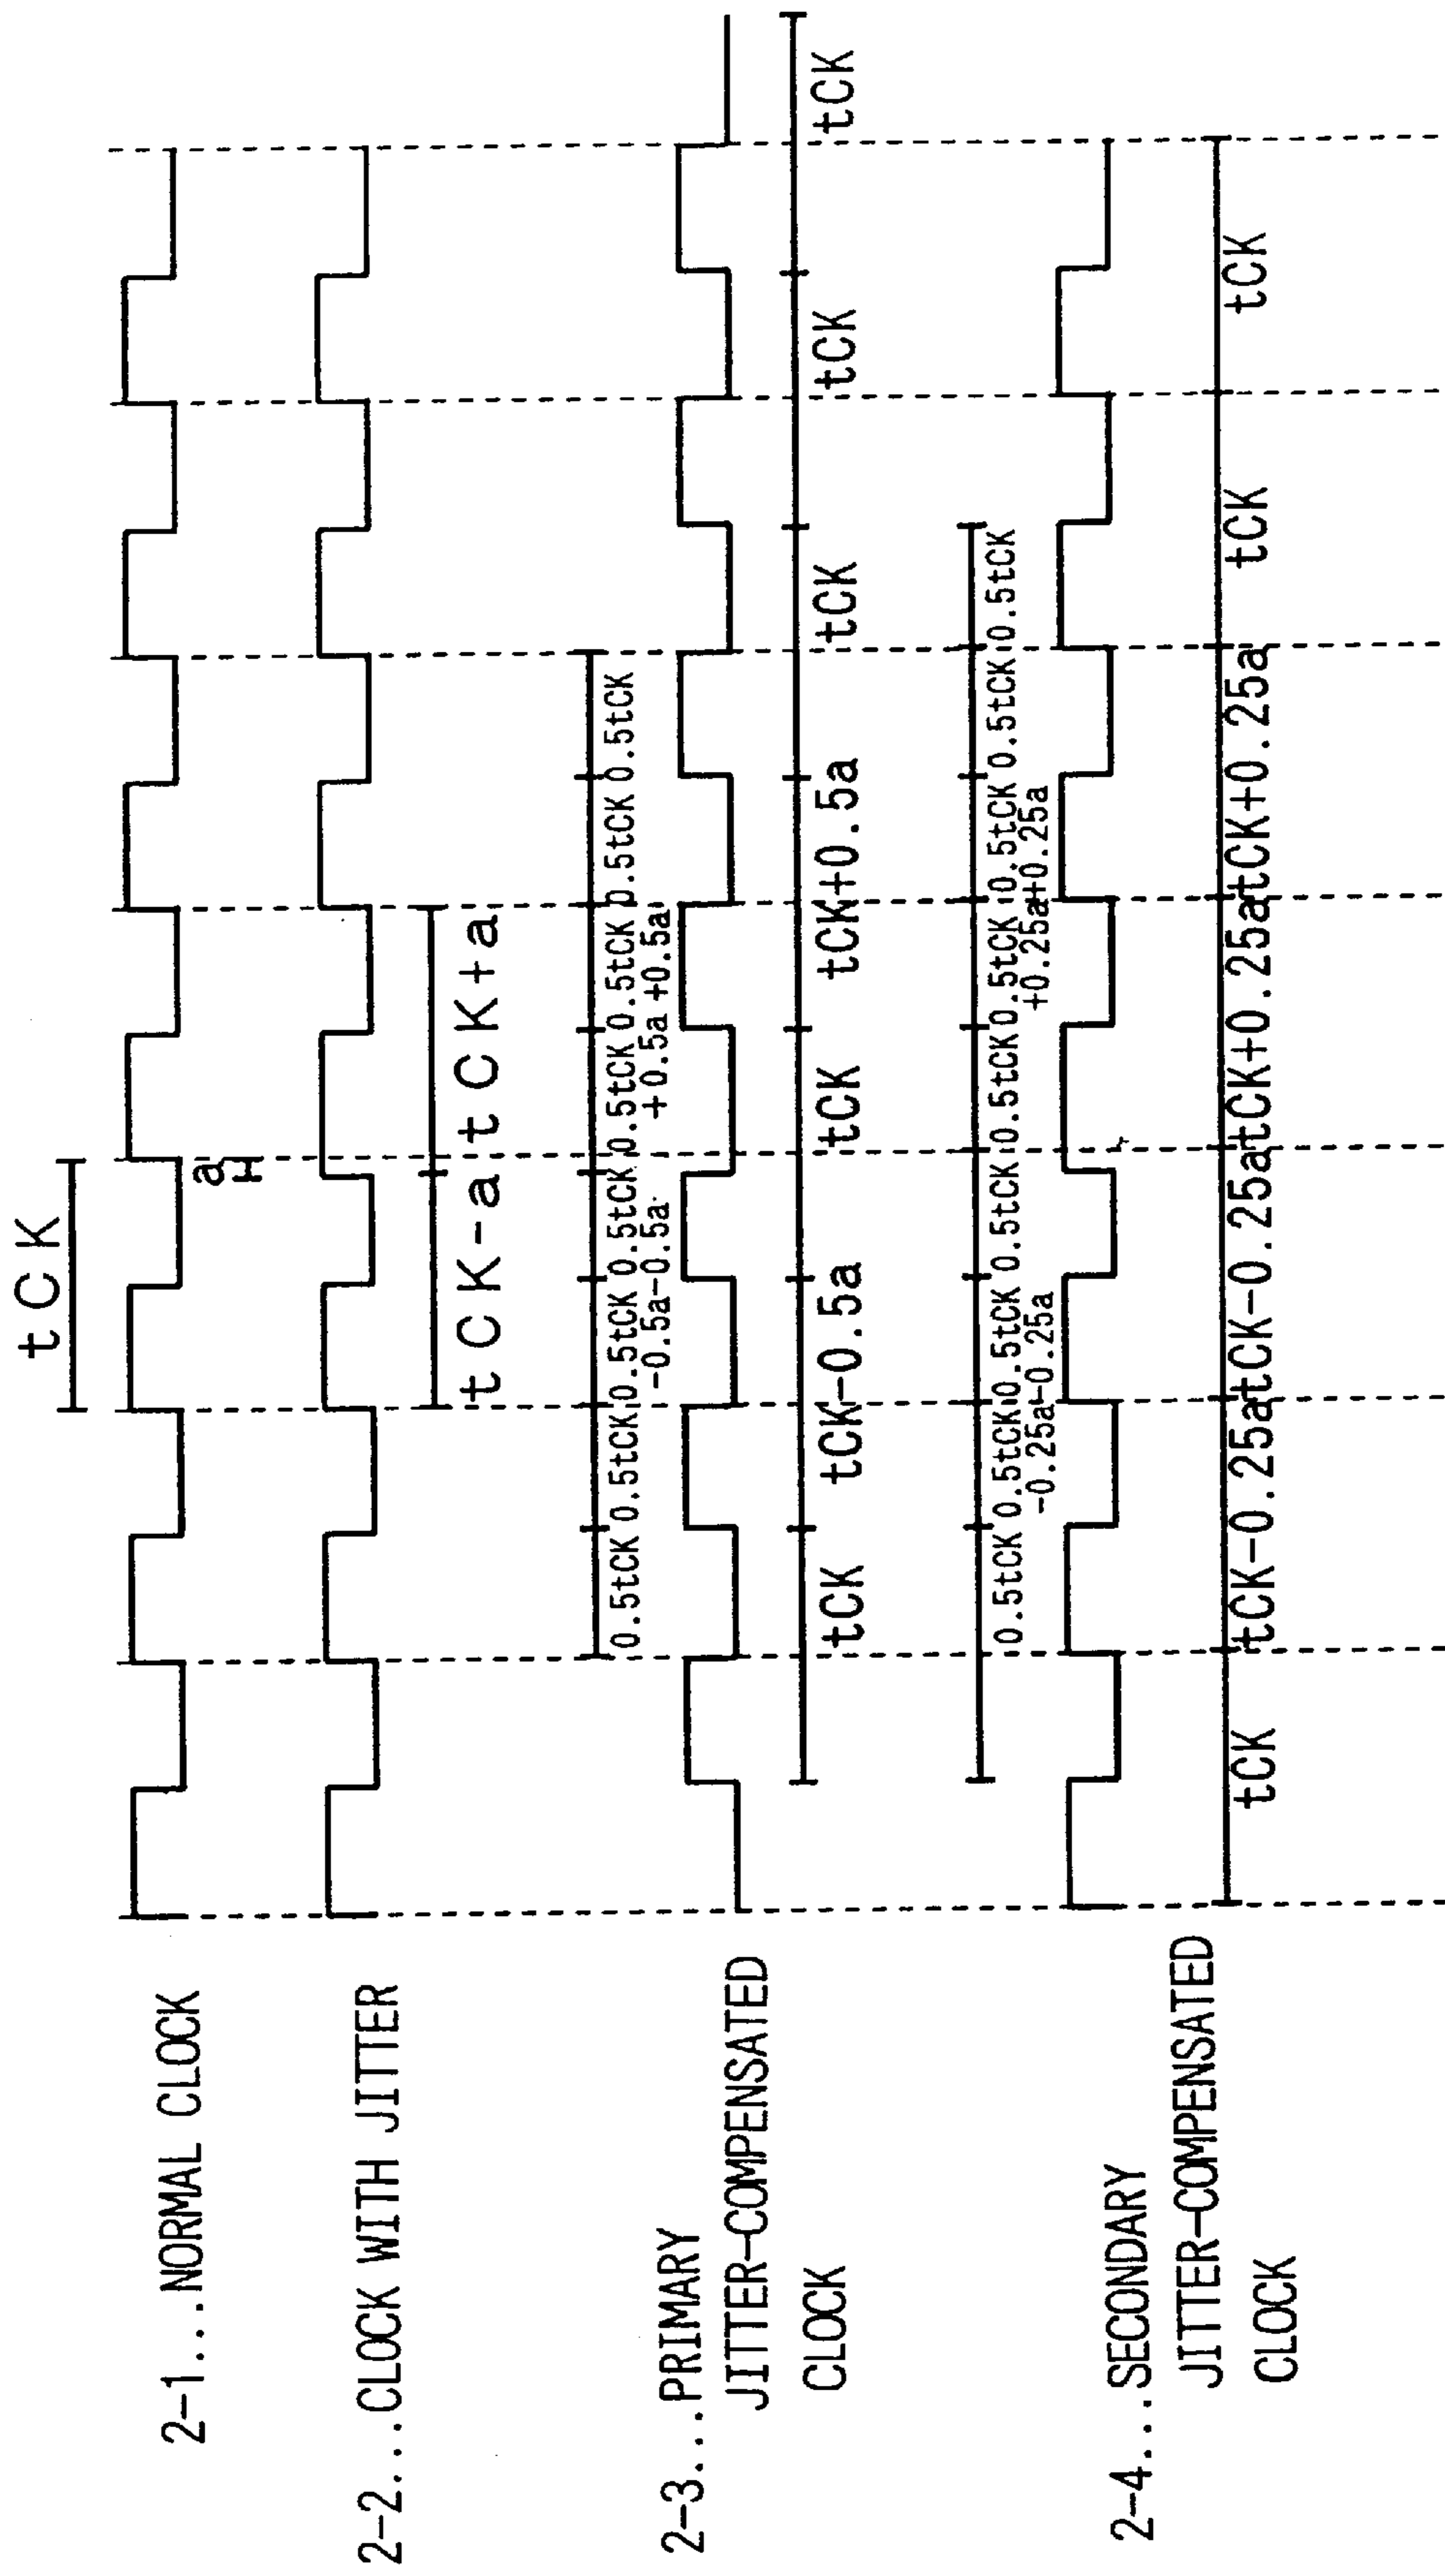 tCK
2-1...NORMAL CLOCK
a
2-2...CLOCK WITH JITTER
tCK-a tCK+a
0.5tCK 0.5tCK 0.5tCK 0.5tCK 0.5tCK 0.5tCK 0.5tCK 0.5tCK
-0.5a -0.5a +0.5a +0.5a
2-3...PRIMARY
JITTER-COMPENSATED
CLOCK
tCK tCK-0.5a tCK tCK+0.5a tCK tCK tCK
0.5tCK 0.5tCK 0.5tCK 0.5tCK 0.5tCK 0.5tCK 0.5tCK 0.5tCK 0.5tCK
-0.25a -0.25a +0.25a +0.25a
2-4...SECONDARY
JITTER-COMPENSATED
CLOCK
tCK tCK-0.25a tCK-0.25a tCK+0.25a tCK+0.25a tCK tCK